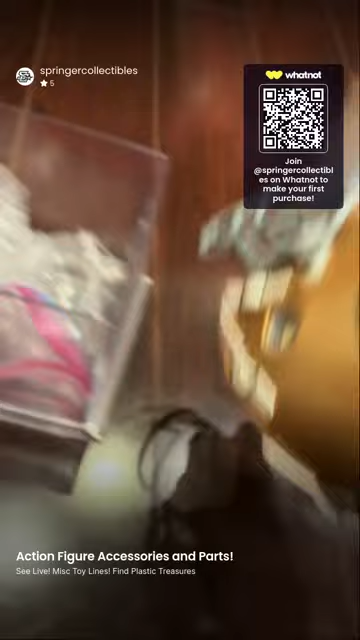 springercollectibles
★ 5
whatnot
Join
@springercollectibl
es on Whatnot to
make your first
purchase!
Action Figure Accessories and Parts!
See Live! Misc Toy Lines! Find Plastic Treasures